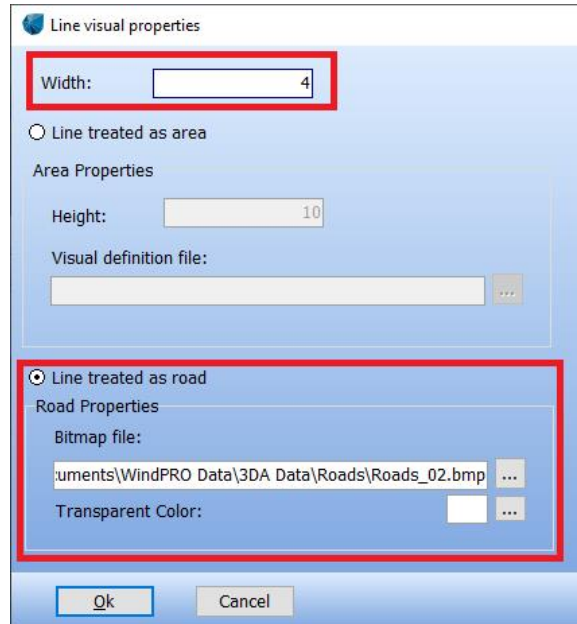 Line visual properties
Width: 4
Line treated as area
Area Properties
Height: 10
Visual definition file:
...
Line treated as road
Road Properties
Bitmap file:
:uments\WindPRO Data\3DA Data\Roads\Roads_02.bmp ...
Transparent Color: ...
Ok Cancel